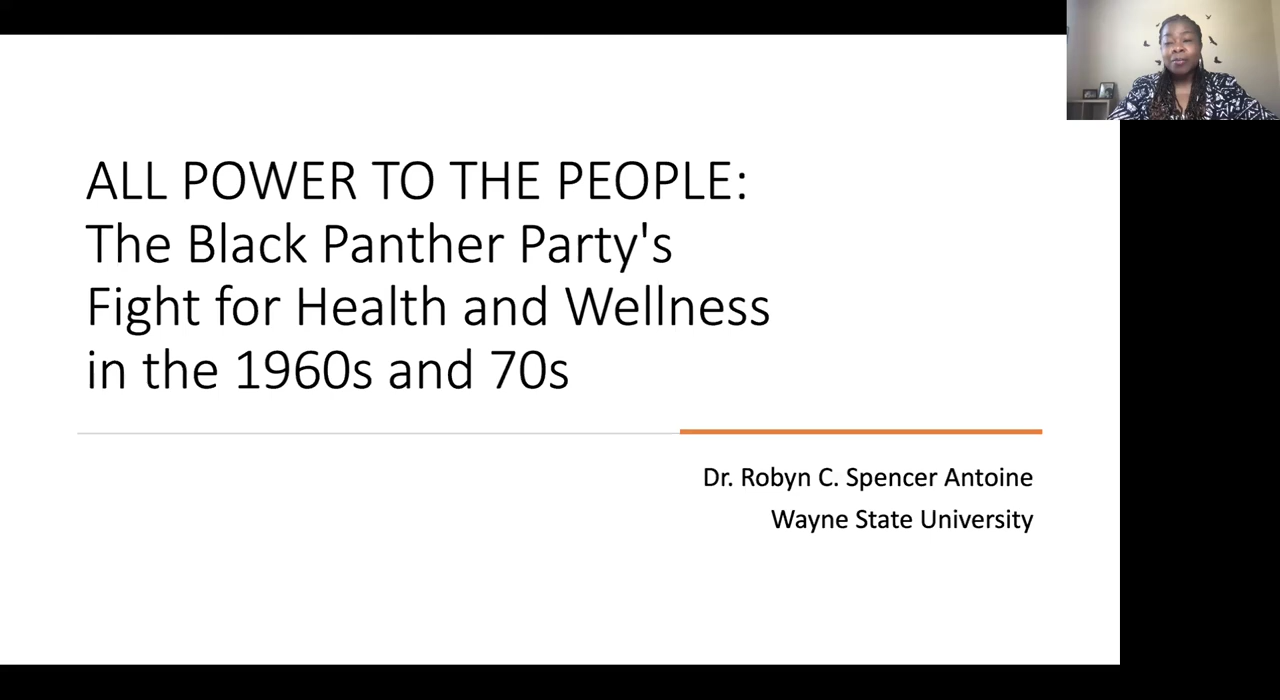 ALL POWER TO THE PEOPLE:
The Black Panther Party's
Fight for Health and Wellness
in the 1960s and 70s
Dr. Robyn C. Spencer Antoine
Wayne State University